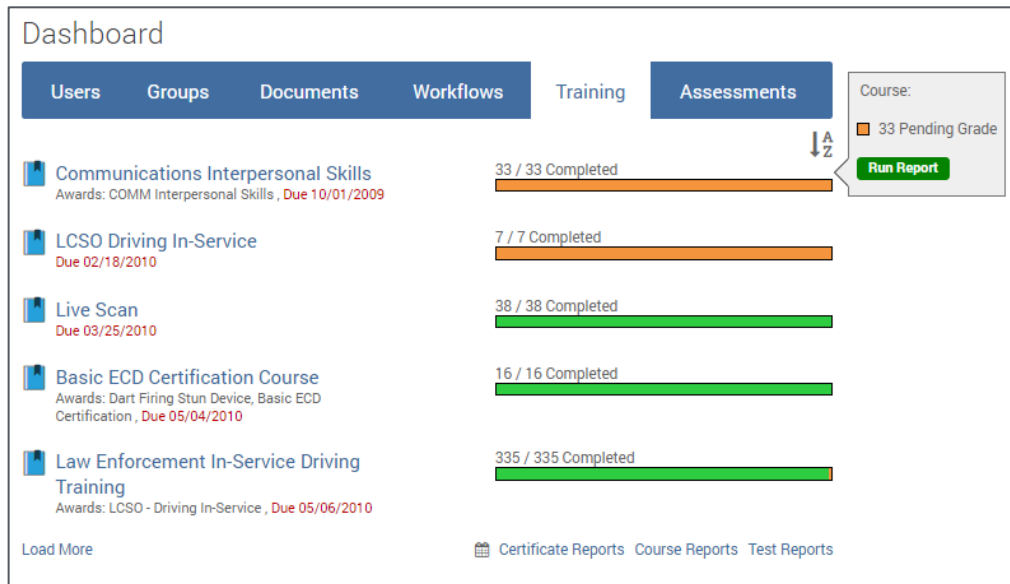 Dashboard
Users Groups Documents Workflows Training Assessments
Course:
33 Pending Grade
Run Report
A
Z
Communications Interpersonal Skills
Awards: COMM Interpersonal Skills , Due 10/01/2009
33 / 33 Completed
LCSO Driving In-Service
Due 02/18/2010
7 / 7 Completed
Live Scan
Due 03/25/2010
38 / 38 Completed
Basic ECD Certification Course
Awards: Dart Firing Stun Device, Basic ECD
Certification , Due 05/04/2010
16 / 16 Completed
Law Enforcement In-Service Driving
Training
Awards: LCSO - Driving In-Service , Due 05/06/2010
335 / 335 Completed
Load More
Certificate Reports Course Reports Test Reports